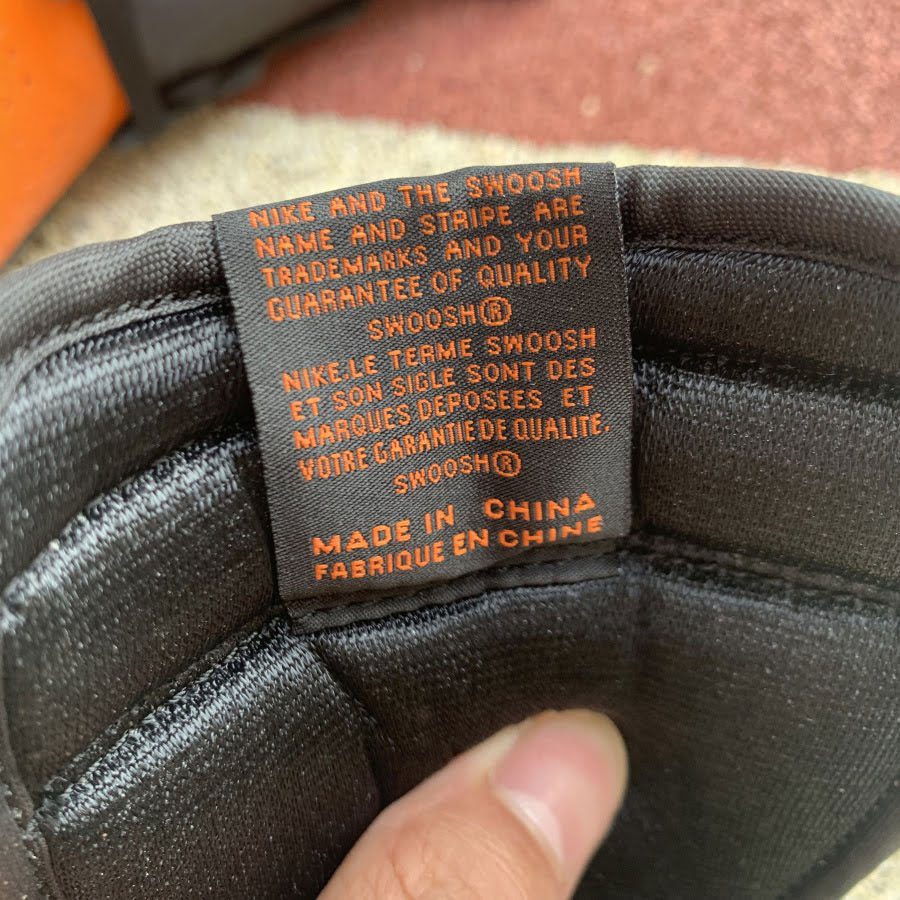 NIKE AND THE SWOOSH
NAME AND STRIPE ARE
TRADEMARKS AND YOUR
GUARANTEE OF QUALITY
SWOOSH®
NIKE.LE TERME SWOOSH
ET SON SIGLE SONT DES
MARQUES DEPOSEES ET
VOTRE GARANTIE DE QUALITE.
SWOOSH®
MADE IN CHINA
FABRIQUE EN CHINE